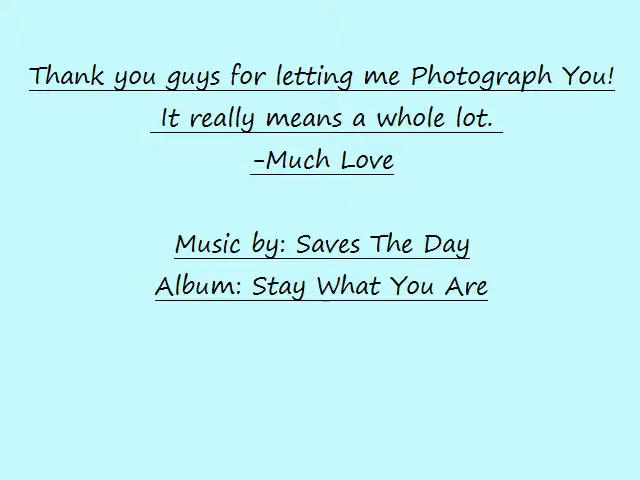 Thank you guys for letting me Photograph You!
It really means a whole lot.
-Much Love
Music by: Saves The Day
Album: Stay What You Are